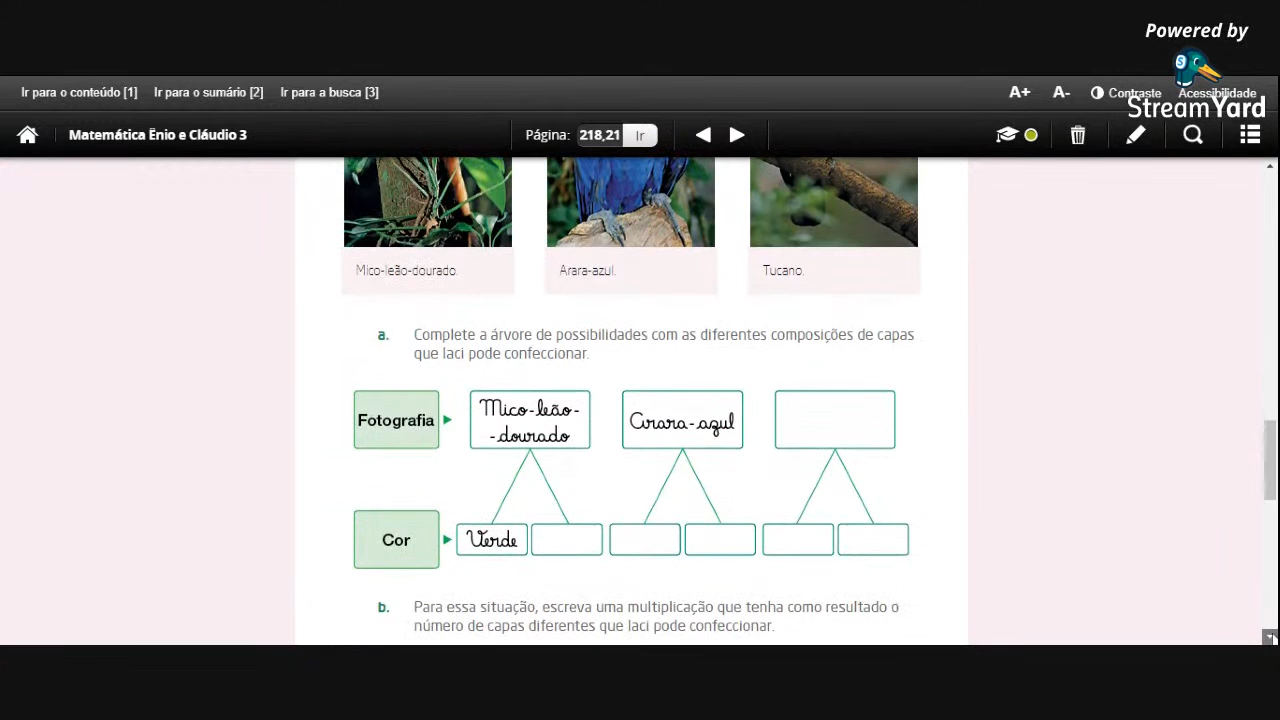 Powered by
StreamYard
Ir para o conteúdo [1] Ir para o sumário [2] Ir para a busca [3] A+ A- Contraste Acessibilidade
Matemática Ênio e Cláudio 3 Página: 218,21 Ir
Mico-leão-dourado. Arara-azul. Tucano.
a. Complete a árvore de possibilidades com as diferentes composições de capas
que Iaci pode confeccionar.
Fotografia Mico-leão-
-dourado Arara-azul
Cor Verde
b. Para essa situação, escreva uma multiplicação que tenha como resultado o
número de capas diferentes que Iaci pode confeccionar.